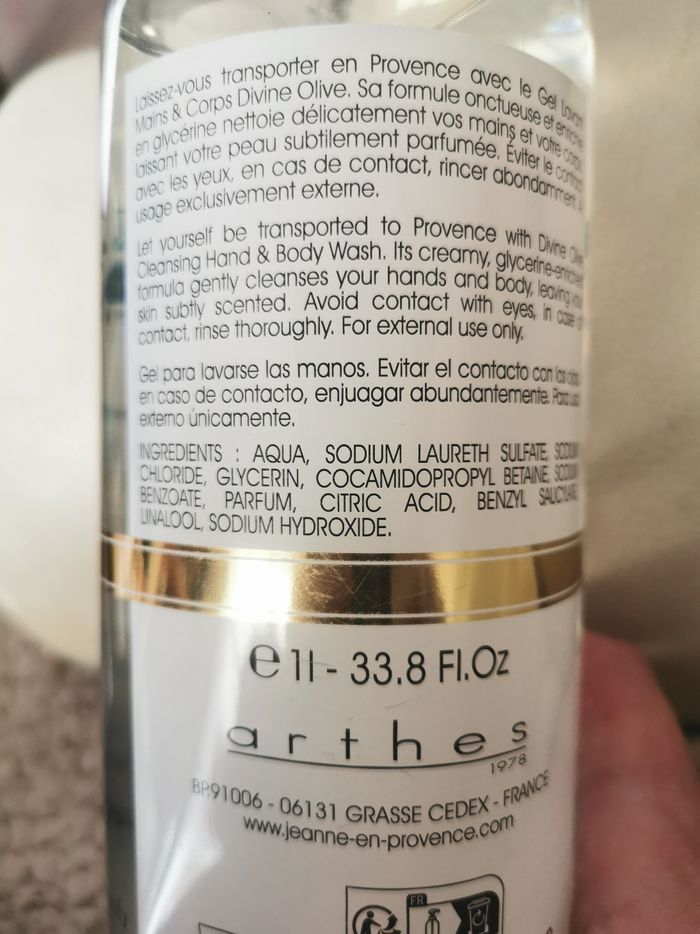 Laissez-vous transporter en Provence avec le Gel Lavant
Mains & Corps Divine Olive. Sa formule onctueuse et enrichie
en glycérine nettoie délicatement vos mains et votre corps
laissant votre peau subtilement parfumée. Éviter le contact
avec les yeux, en cas de contact, rincer abondamment. À
usage exclusivement externe.
Let yourself be transported to Provence with Divine Olive
Cleansing Hand & Body Wash. Its creamy, glycerine-enriched
formula gently cleanses your hands and body, leaving your
skin subtly scented. Avoid contact with eyes, in case of
contact, rinse thoroughly. For external use only.
Gel para lavarse las manos. Evitar el contacto con los ojos
en caso de contacto, enjuagar abundantemente. Para uso
externo únicamente.
INGREDIENTS : AQUA, SODIUM LAURETH SULFATE, SODIUM
CHLORIDE, GLYCERIN, COCAMIDOPROPYL BETAINE, SODIUM
BENZOATE, PARFUM, CITRIC ACID, BENZYL SALICYLATE,
LINALOOL, SODIUM HYDROXIDE.
℮ 1l - 33.8 Fl.Oz
arthes
1978
BP.91006 - 06131 GRASSE CEDEX - FRANCE
www.jeanne-en-provence.com
FR